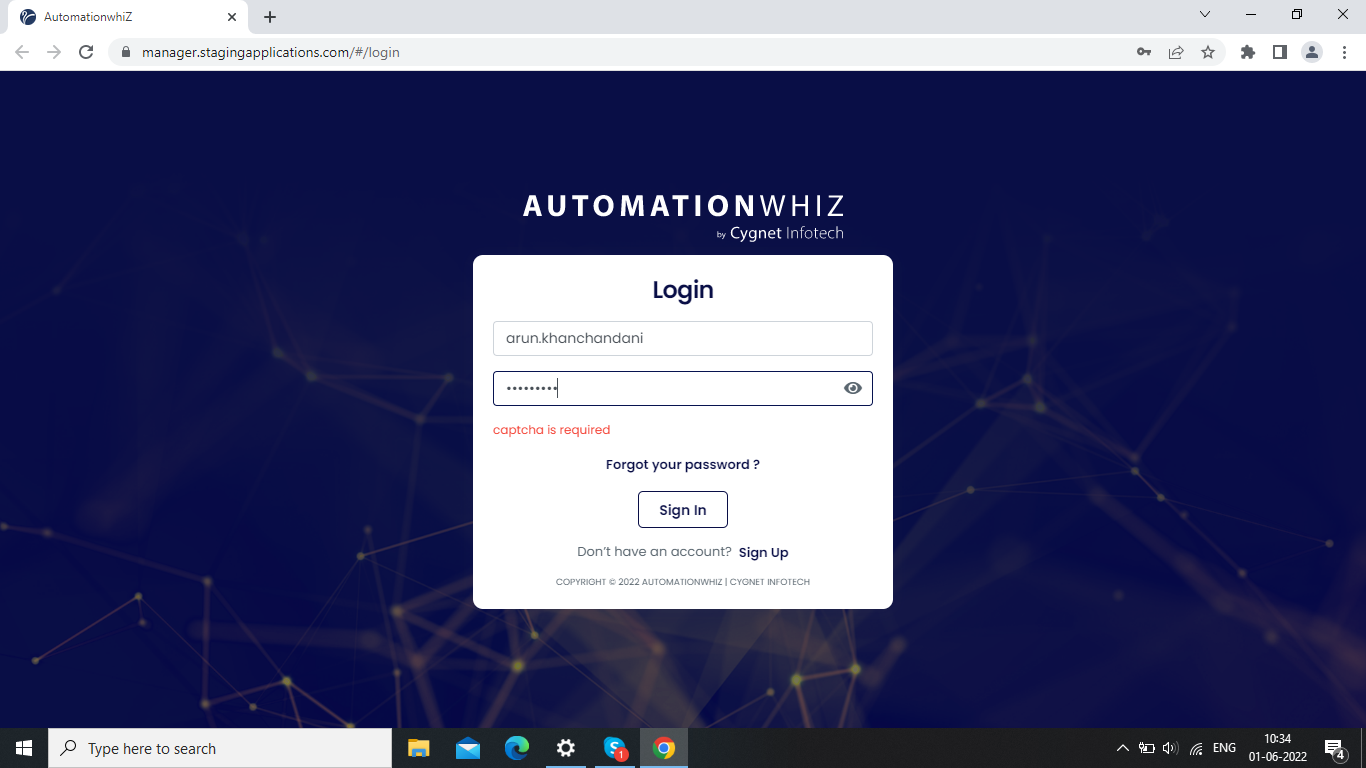 AutomationwhiZ
manager.stagingapplications.com/#/login
AUTOMATIONWHIZ
by Cygnet Infotech
Login
arun.khanchandani
•••••••••
captcha is required
Forgot your password ?
Sign In
Don't have an account? Sign Up
COPYRIGHT © 2022 AUTOMATIONWHIZ | CYGNET INFOTECH
Type here to search
1
ENG
10:34
01-06-2022
4